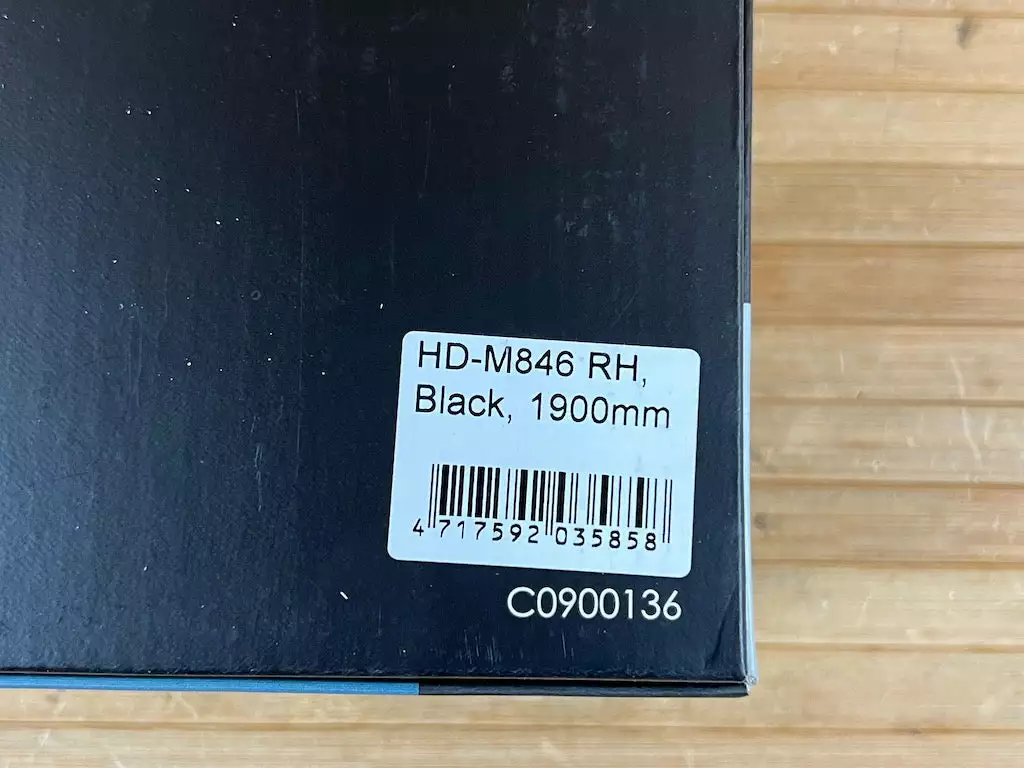 HD-M846 RH,
Black, 1900mm
4 717592 035858
C0900136